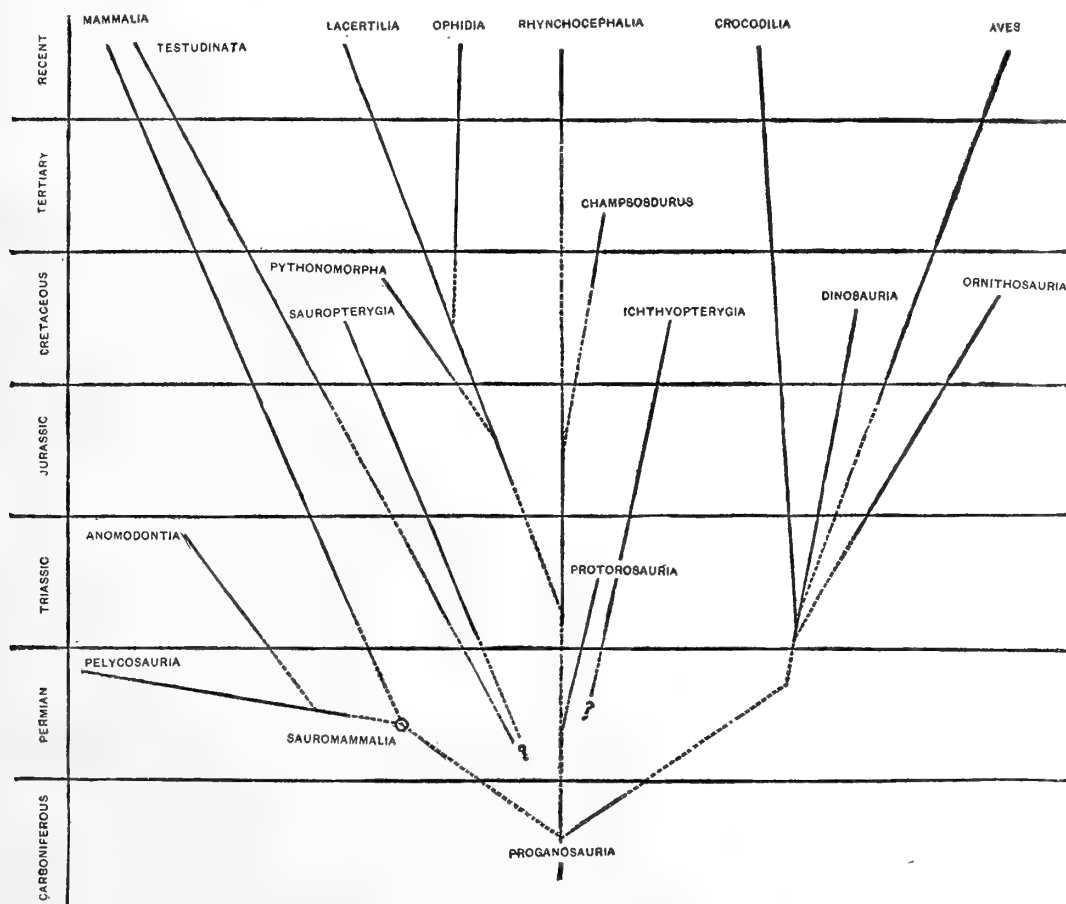 MAMMALIA
LACERTILIA
OPHIDIA
RHYNCHOCEPHALIA
CROCODILIA
AVES
TESTUDINATA
RECENT
TERTIARY
CHAMPSOSDURUS
PYTHONOMORPHA
SAUROPTERYGIA
ICHTHYOPTERYGIA
DINOSAURIA
ORNITHOSAURIA
CRETACEOUS
JURASSIC
ANOMODONTIA
PROTOROSAURIA
TRIASSIC
PELYCOSAURIA
SAUROMAMMALIA
?
?
PERMIAN
PROGANOSAURIA
CARBONIFEROUS